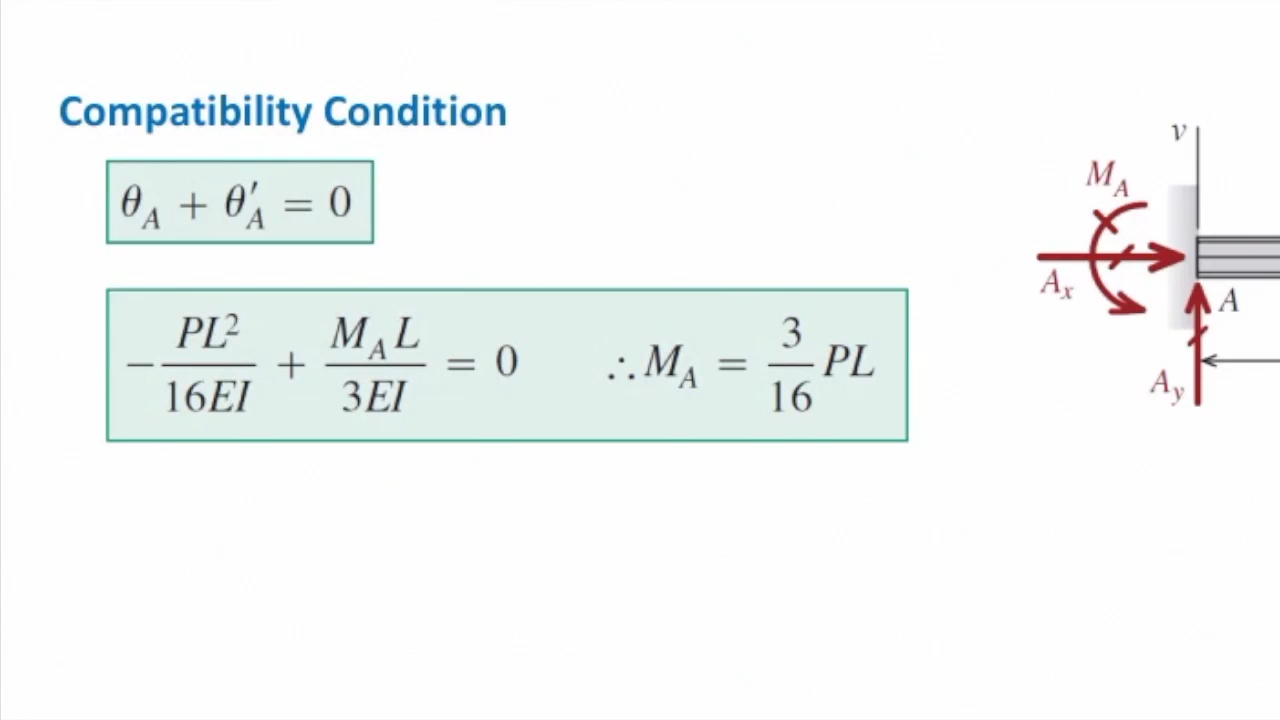 Compatibility Condition
θ_A + θ′_A = 0
−PL²/16EI + M_A L/3EI = 0 ∴ M_A = 3/16 PL
v
M_A
A_x
A
A_y